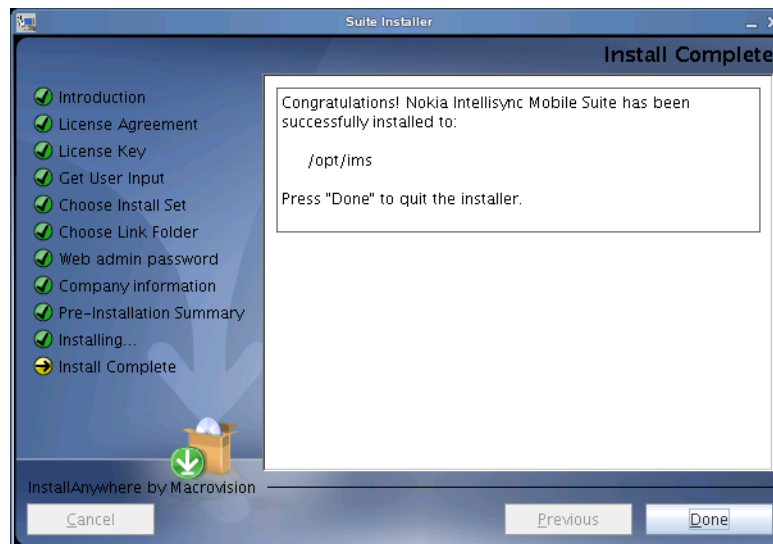 Suite Installer
Install Complete
Introduction
License Agreement
License Key
Get User Input
Choose Install Set
Choose Link Folder
Web admin password
Company information
Pre-Installation Summary
Installing...
Install Complete
Congratulations! Nokia Intellisync Mobile Suite has been
successfully installed to:
/opt/ims
Press "Done" to quit the installer.
InstallAnywhere by Macrovision
Cancel
Previous
Done